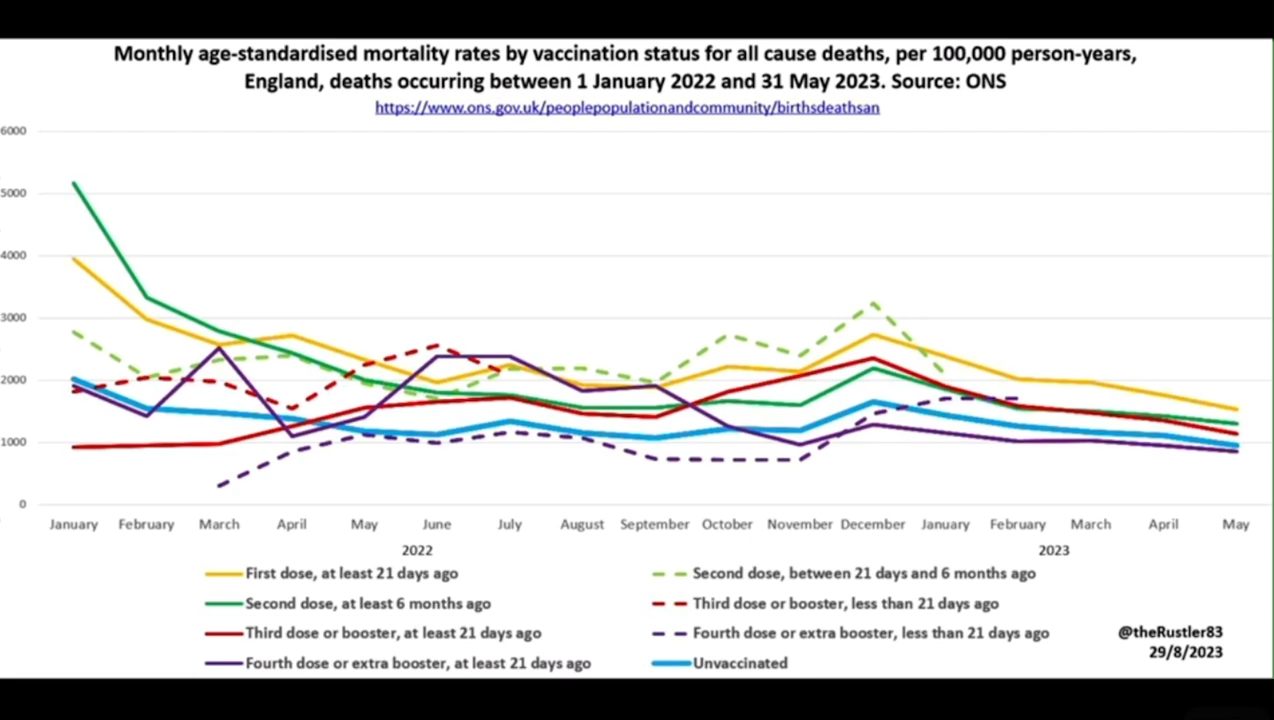 Monthly age-standardised mortality rates by vaccination status for all cause deaths, per 100,000 person-years,
England, deaths occurring between 1 January 2022 and 31 May 2023. Source: ONS
https://www.ons.gov.uk/peoplepopulationandcommunity/birthsdeathsan
6000
5000
4000
3000
2000
1000
0
January February March April May June July August September October November December January February March April May
2022 2023
First dose, at least 21 days ago
Second dose, between 21 days and 6 months ago
Second dose, at least 6 months ago
Third dose or booster, less than 21 days ago
Third dose or booster, at least 21 days ago
Fourth dose or extra booster, less than 21 days ago
Fourth dose or extra booster, at least 21 days ago
Unvaccinated
@theRustler83
29/8/2023